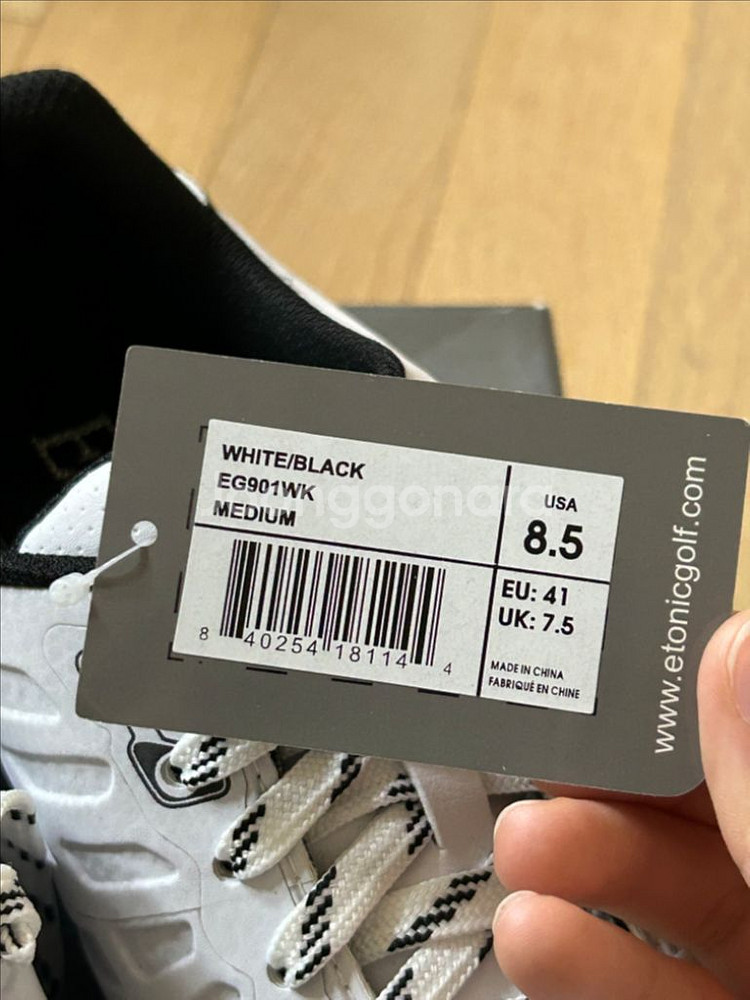 WHITE/BLACK
EG901WK
MEDIUM
USA
8.5
EU: 41
UK: 7.5
8 40254 18114 4
MADE IN CHINA
FABRIQUÉ EN CHINE
www.etonicgolf.com